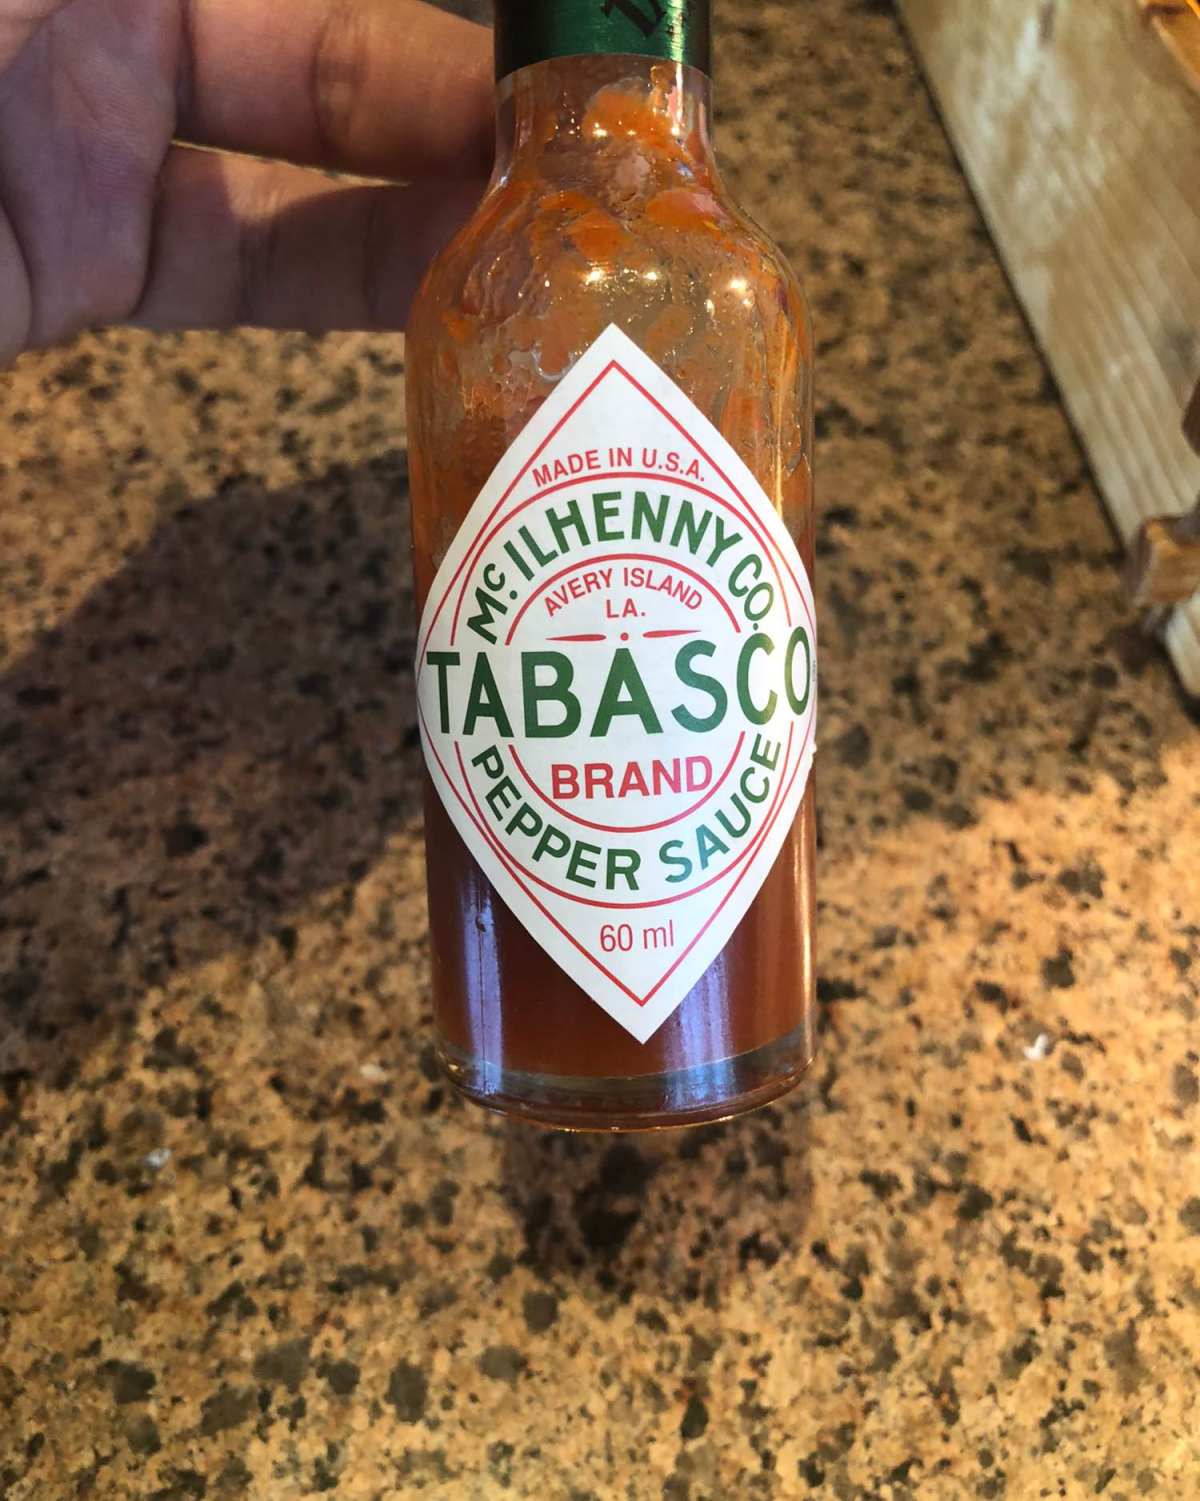 MADE IN U.S.A.
McILHENNY CO.
AVERY ISLAND
LA.
TABASCO
BRAND
PEPPER SAUCE
60 ml